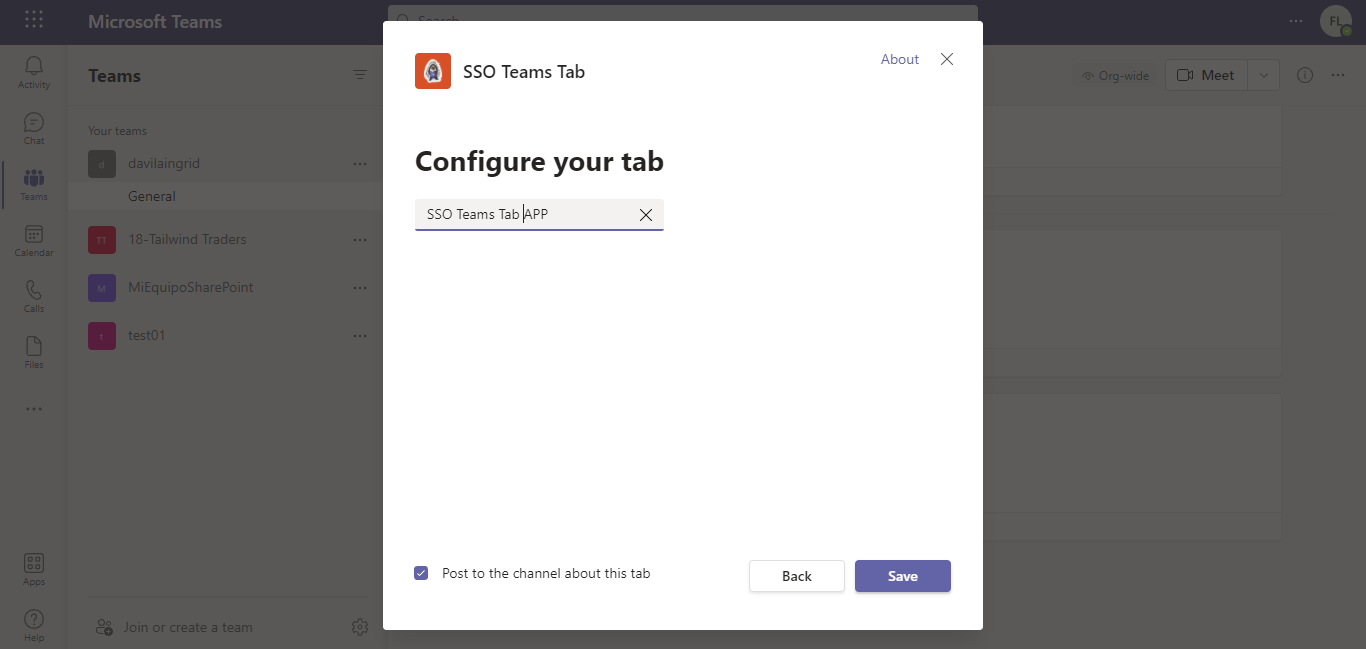 Microsoft Teams
Search
FL
Activity
Chat
Teams
Calendar
Calls
Files
Apps
Help
Teams
Your teams
d davilaingrid
General
TT 18-Tailwind Traders
M MiEquipoSharePoint
t test01
Join or create a team
SSO Teams Tab
About
Configure your tab
SSO Teams Tab APP
Post to the channel about this tab
Back
Save
Org-wide
Meet